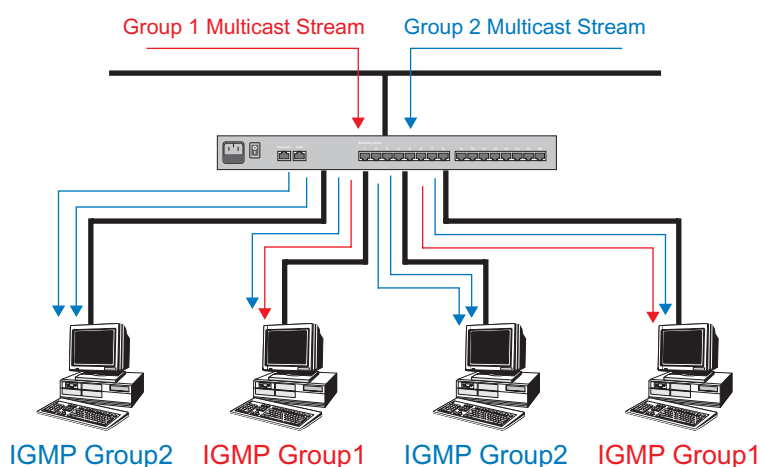 Group 1 Multicast Stream
Group 2 Multicast Stream
IGMP Group2
IGMP Group1
IGMP Group2
IGMP Group1